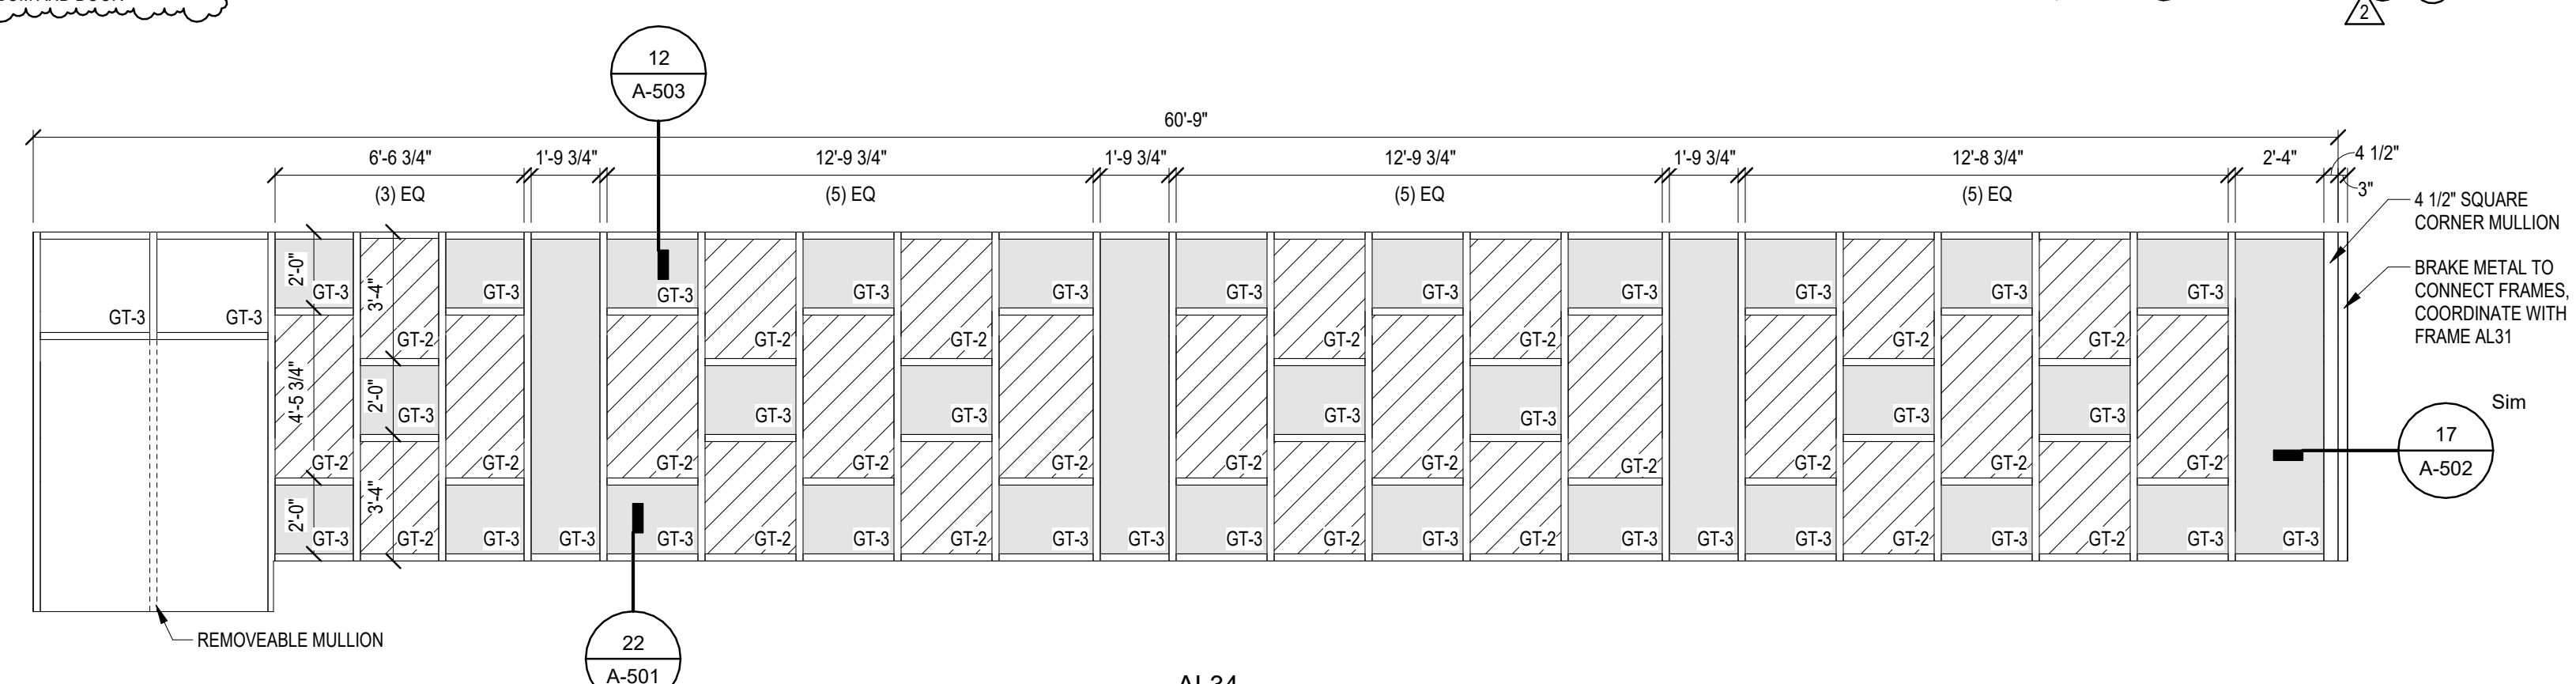 2
12
A-503
60'-9"
6'-6 3/4"
1'-9 3/4"
12'-9 3/4"
1'-9 3/4"
12'-9 3/4"
1'-9 3/4"
12'-8 3/4"
2'-4"
4 1/2"
(3) EQ
(5) EQ
(5) EQ
(5) EQ
3"
4 1/2" SQUARE
CORNER MULLION
BRAKE METAL TO
CONNECT FRAMES,
COORDINATE WITH
FRAME AL31
2'-0"
3'-4"
GT-3
GT-3
GT-3
GT-3
GT-3
GT-3
GT-3
GT-3
GT-3
GT-3
GT-3
GT-3
GT-3
GT-3
GT-2
GT-2
GT-2
GT-2
GT-2
GT-2
GT-2
4'-5 3/4"
2'-0"
GT-3
GT-3
GT-3
GT-3
GT-3
GT-3
GT-3
Sim
17
A-502
GT-2
GT-2
GT-2
GT-2
GT-2
GT-2
GT-2
GT-2
GT-2
GT-2
GT-2
2'-0"
3'-4"
GT-3
GT-2
GT-3
GT-3
GT-3
GT-2
GT-3
GT-2
GT-3
GT-3
GT-3
GT-2
GT-3
GT-2
GT-3
GT-3
GT-3
GT-2
GT-3
GT-2
GT-3
GT-3
REMOVEABLE MULLION
22
A-501